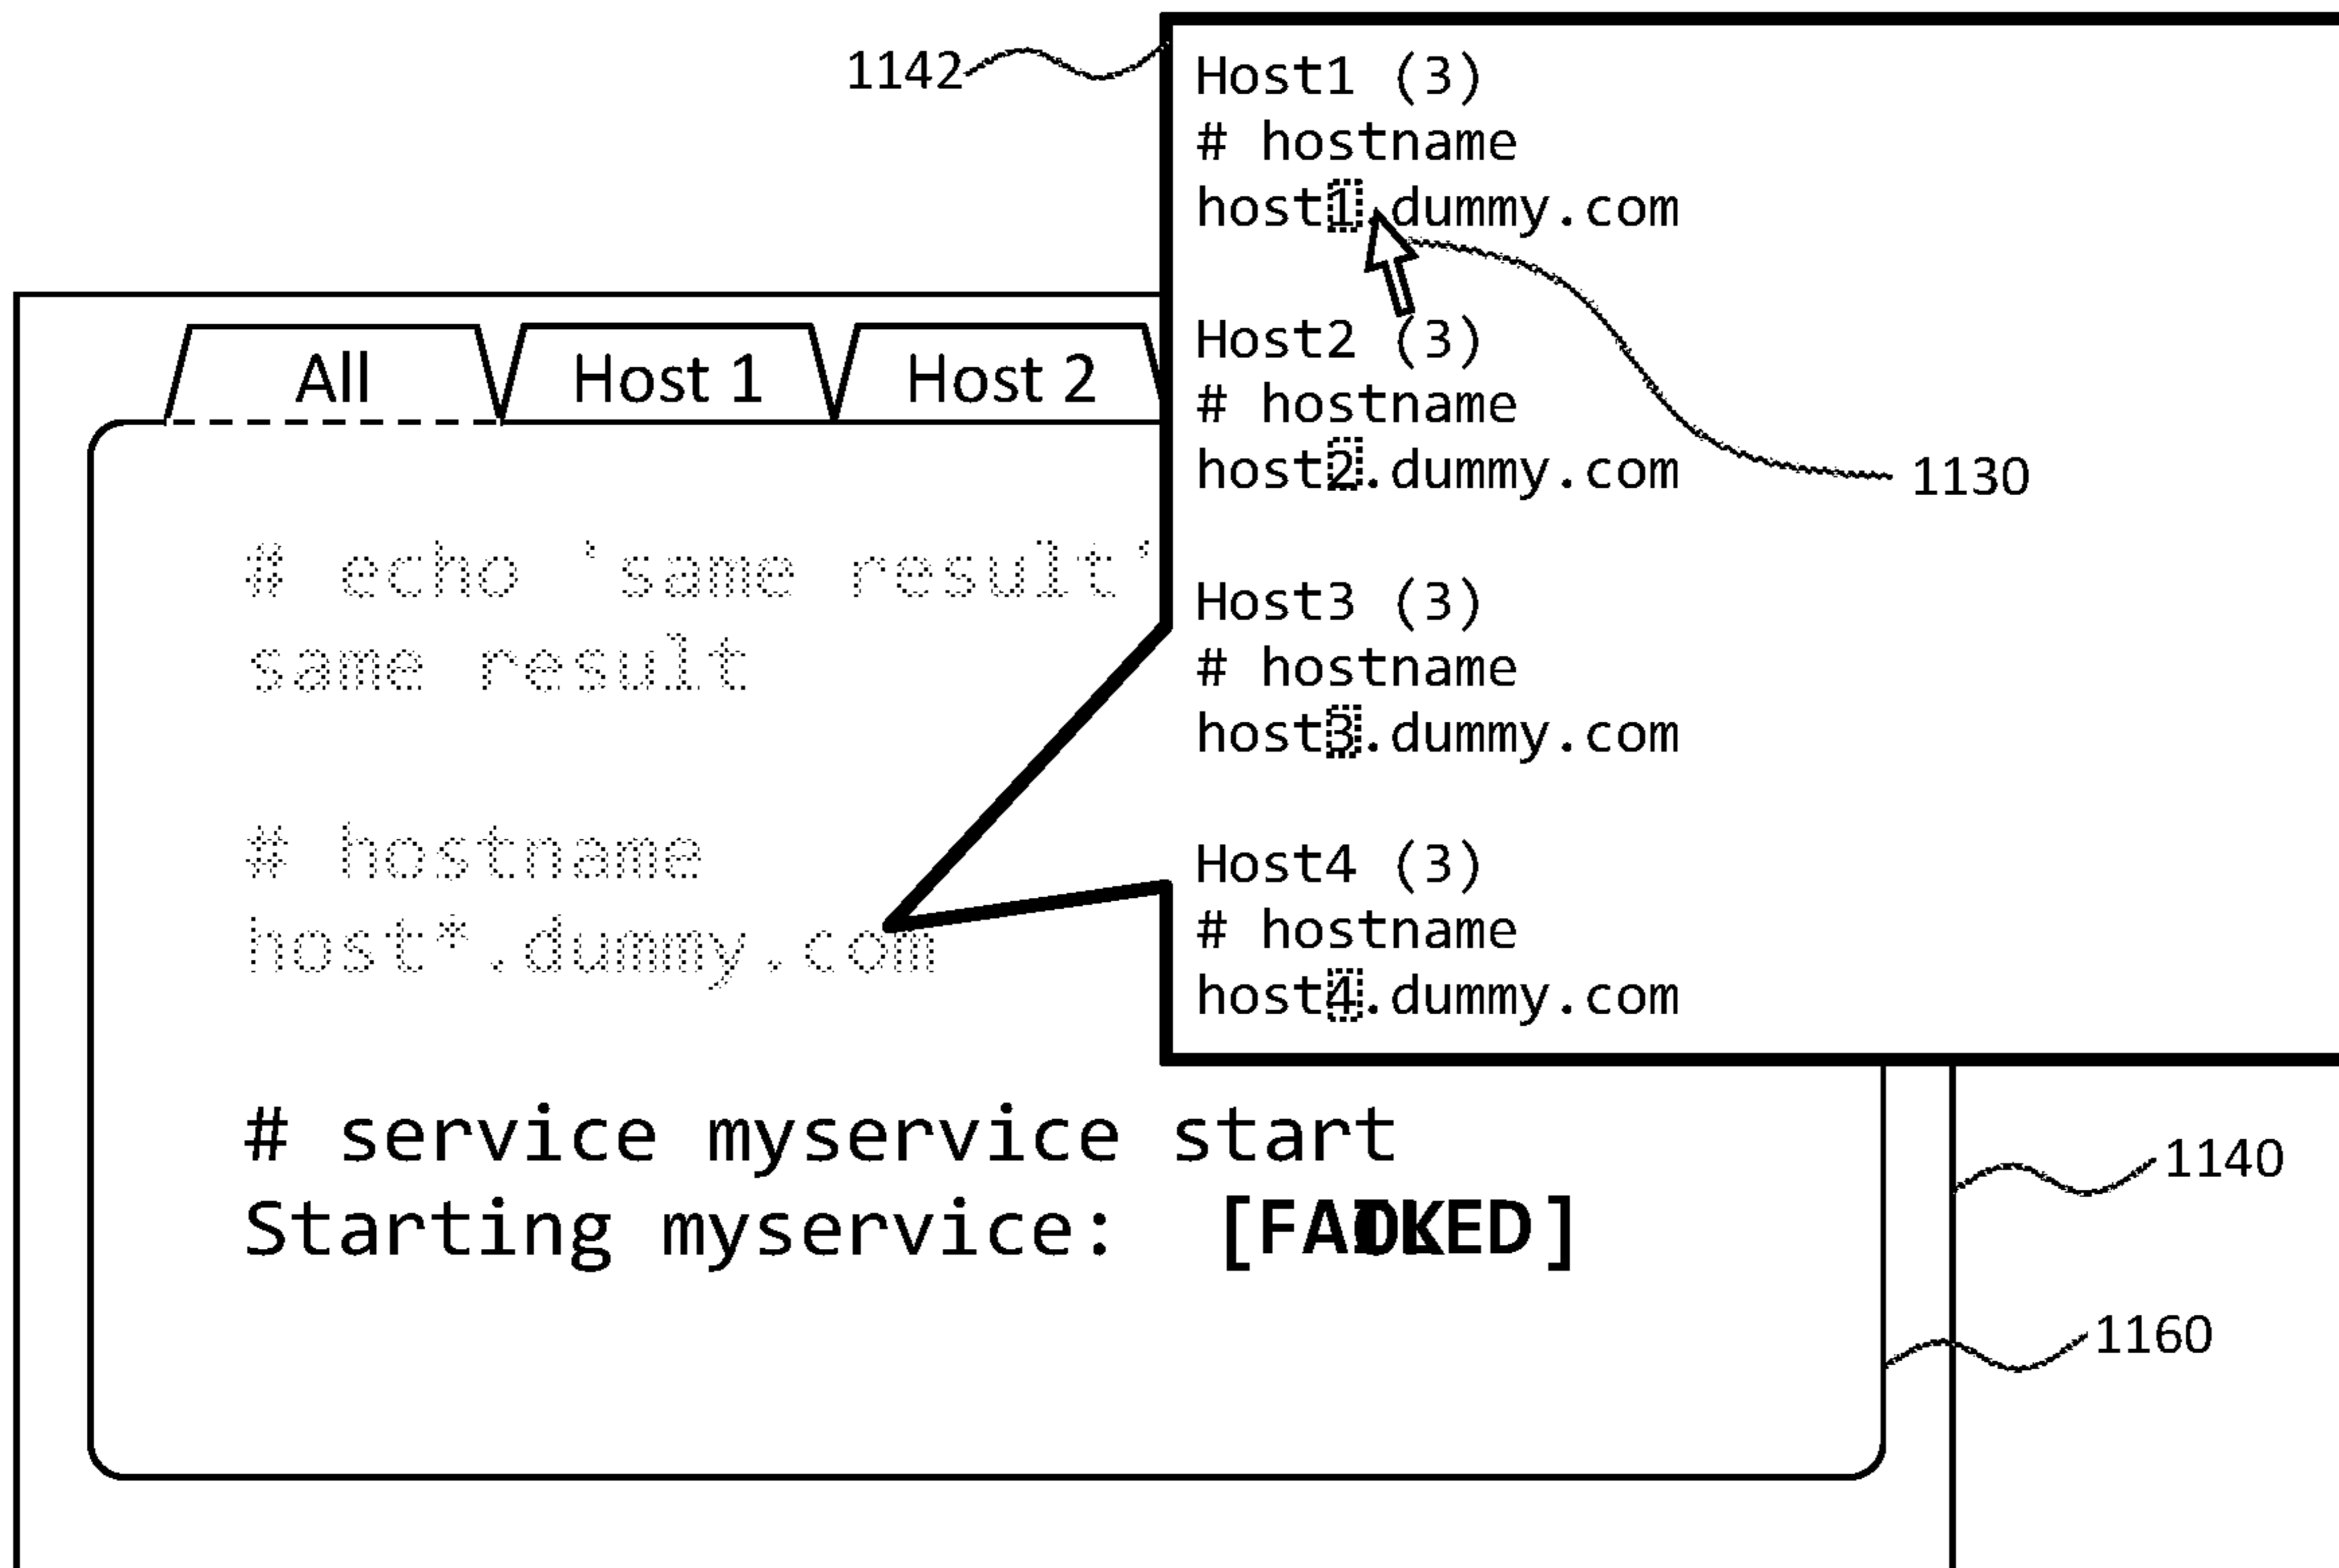 1142
Host1 (3)
# hostname
host1.dummy.com
Host2 (3)
# hostname
host2.dummy.com
1130
Host3 (3)
# hostname
host3.dummy.com
Host4 (3)
# hostname
host4.dummy.com
All
Host 1
Host 2
# echo 'same result'
same result
# hostname
host*.dummy.com
# service myservice start
Starting myservice:
1140
1160